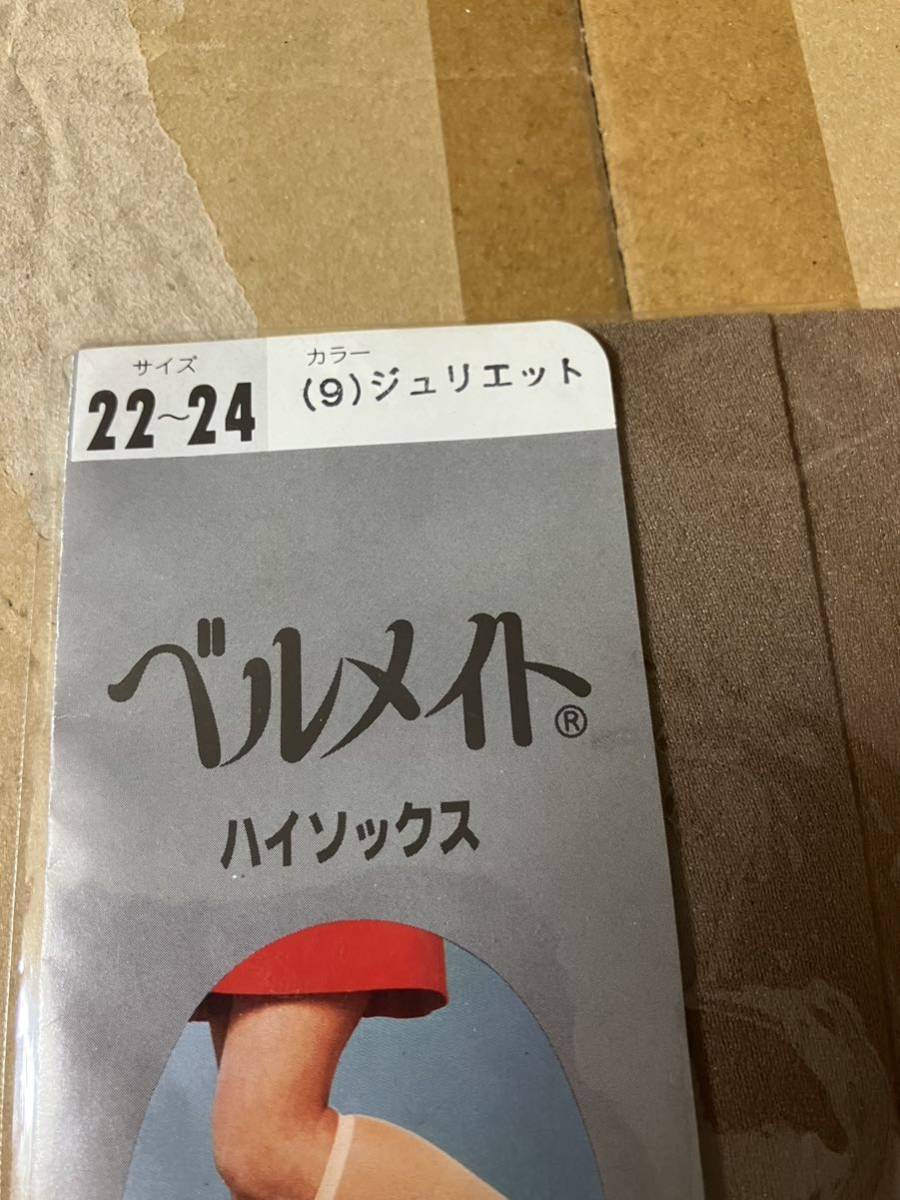 サイズ
22~24
カラー
(9)ジュリエット
ベルメイト®
ハイソックス